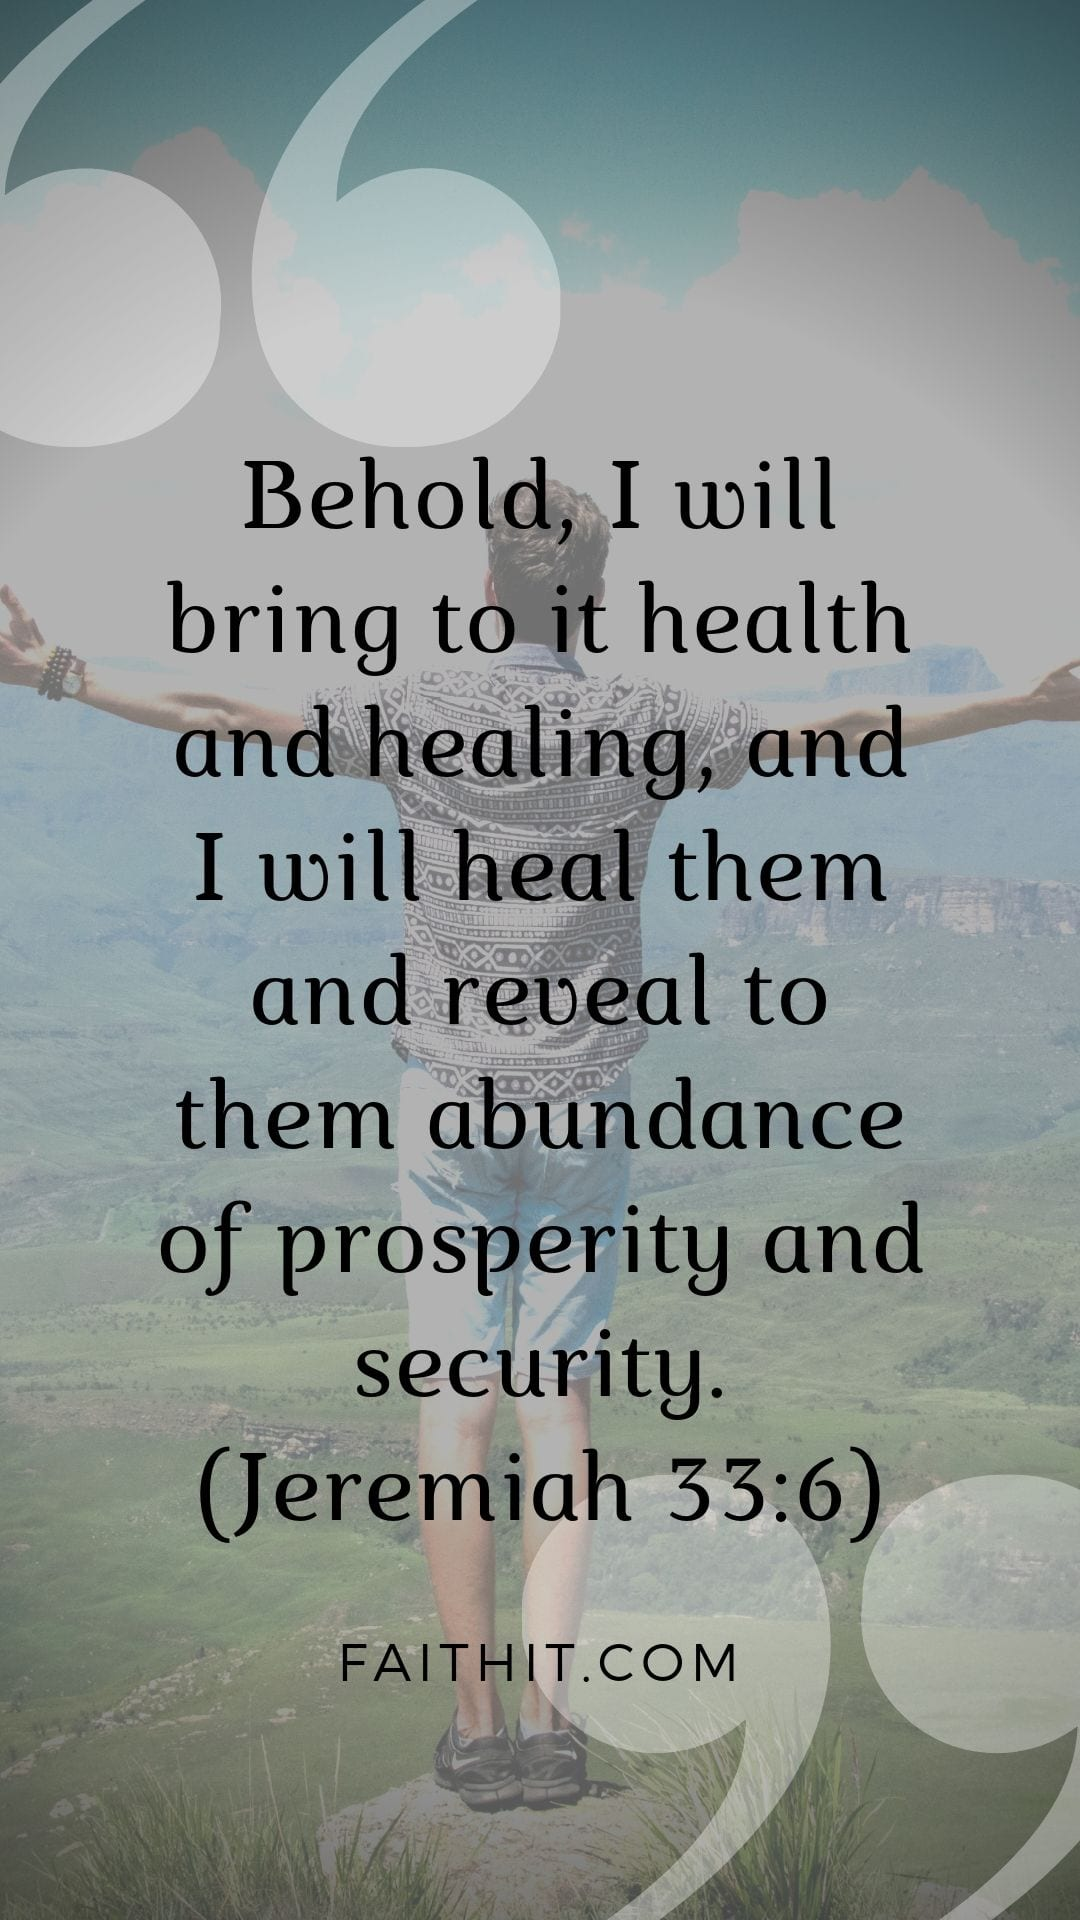 Behold, I will
bring to it health
and healing, and
I will heal them
and reveal to
them abundance
of prosperity and
security.
(Jeremiah 33:6)
FAITHIT.COM